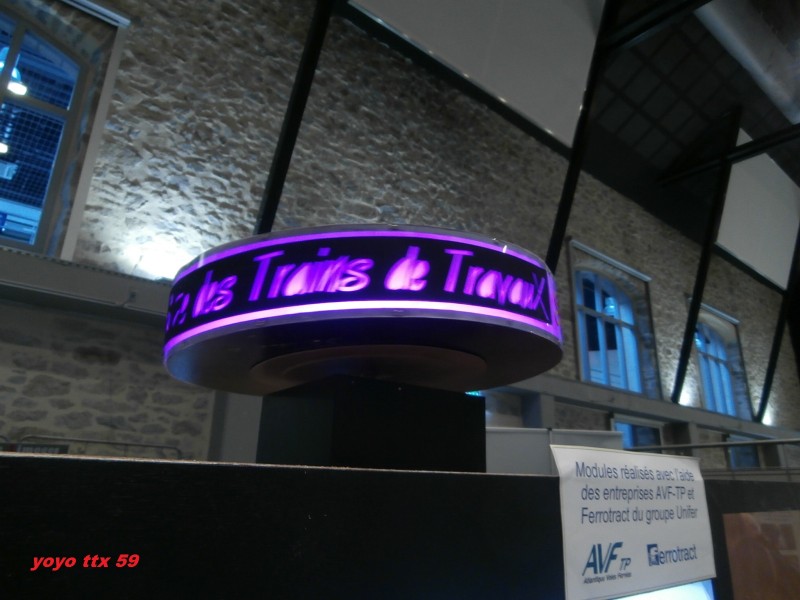 des Trains de Travaux
Modules réalisés avec l'aide
des entreprises AVF-TP et
Ferrotract du groupe Unifer
AVF TP
Atlantique Voies Ferrées
Ferrotract
yoyo ttx 59